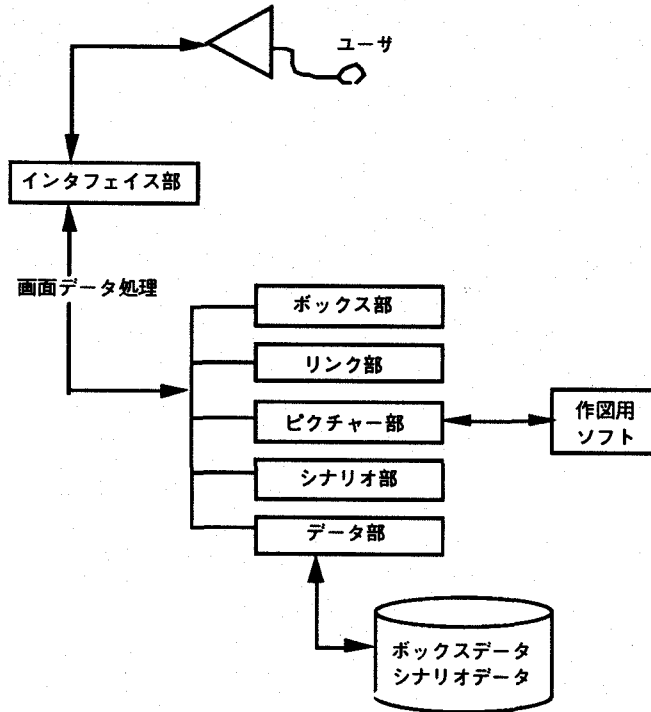 ユーザ
インタフェイス部
画面データ処理
ボックス部
リンク部
ピクチャー部
作図用
ソフト
シナリオ部
データ部
ボックスデータ
シナリオデータ